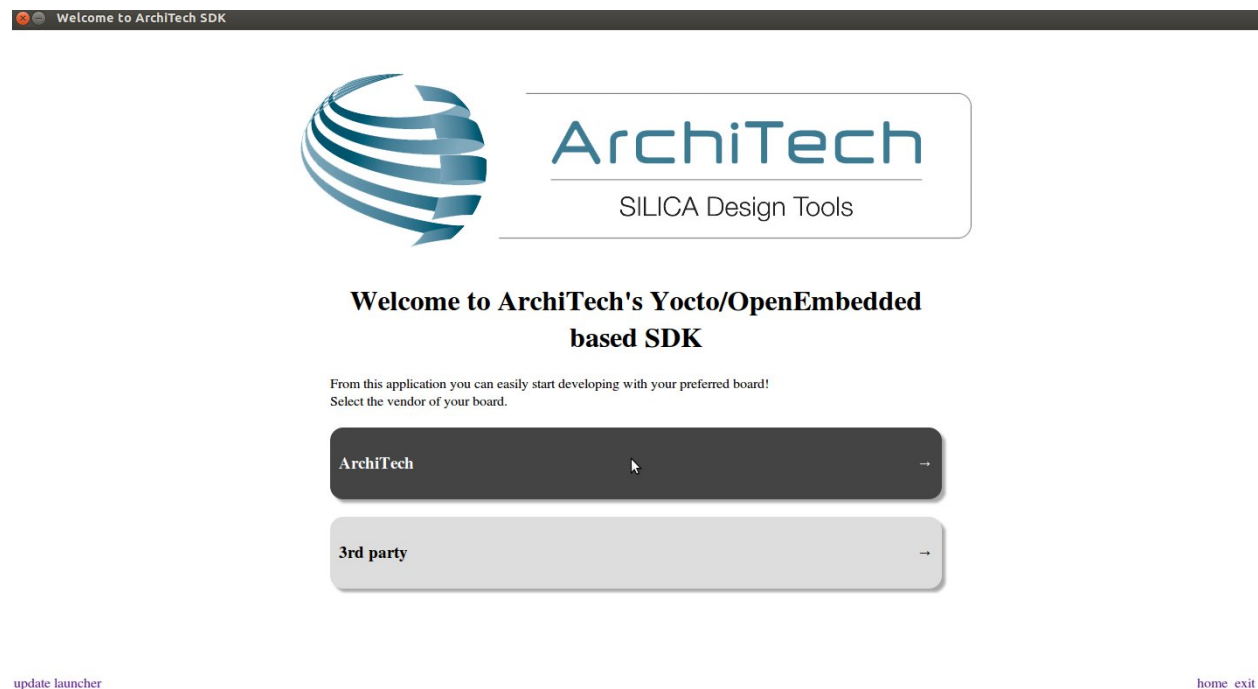 Welcome to ArchiTech SDK
ArchiTech
SILICA Design Tools
Welcome to ArchiTech's Yocto/OpenEmbedded
based SDK
From this application you can easily start developing with your preferred board!
Select the vendor of your board.
ArchiTech →
3rd party →
update launcher
home exit